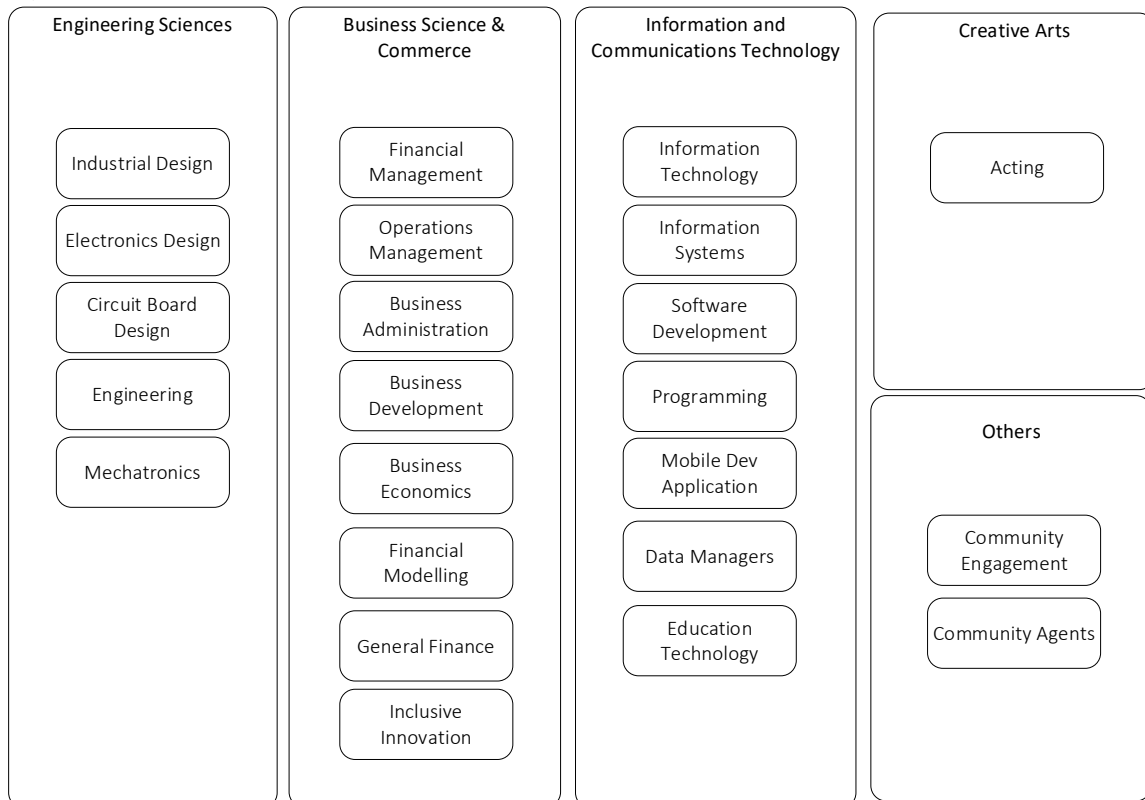 Engineering Sciences
Industrial Design
Electronics Design
Circuit Board
Design
Engineering
Mechatronics
Business Science &
Commerce
Financial
Management
Operations
Management
Business
Administration
Business
Development
Business
Economics
Financial
Modelling
General Finance
Inclusive
Innovation
Information and
Communications Technology
Information
Technology
Information
Systems
Software
Development
Programming
Mobile Dev
Application
Data Managers
Education
Technology
Creative Arts
Acting
Others
Community
Engagement
Community Agents